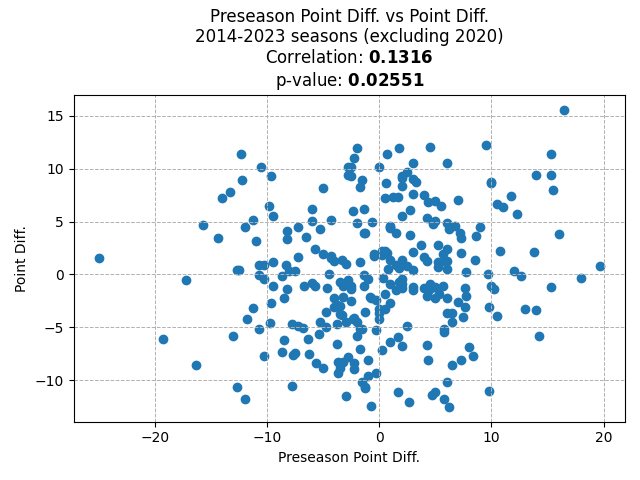 Preseason Point Diff. vs Point Diff.
2014-2023 seasons (excluding 2020)
Correlation: 0.1316
p-value: 0.02551
15
10
5
0
−5
−10
Point Diff.
−20
−10
0
10
20
Preseason Point Diff.